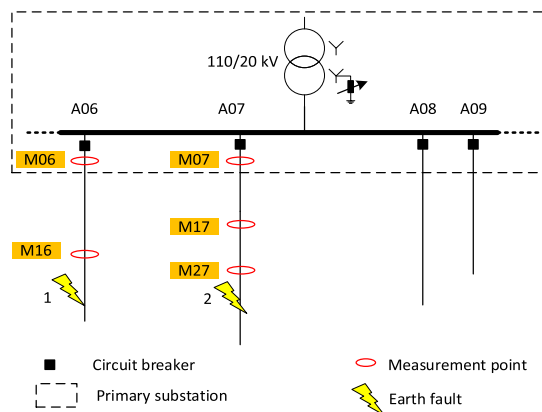 110/20 kV
A06 A07 A08 A09
M06 M07
M17
M16
M27
1 2
Circuit breaker Measurement point
Primary substation Earth fault